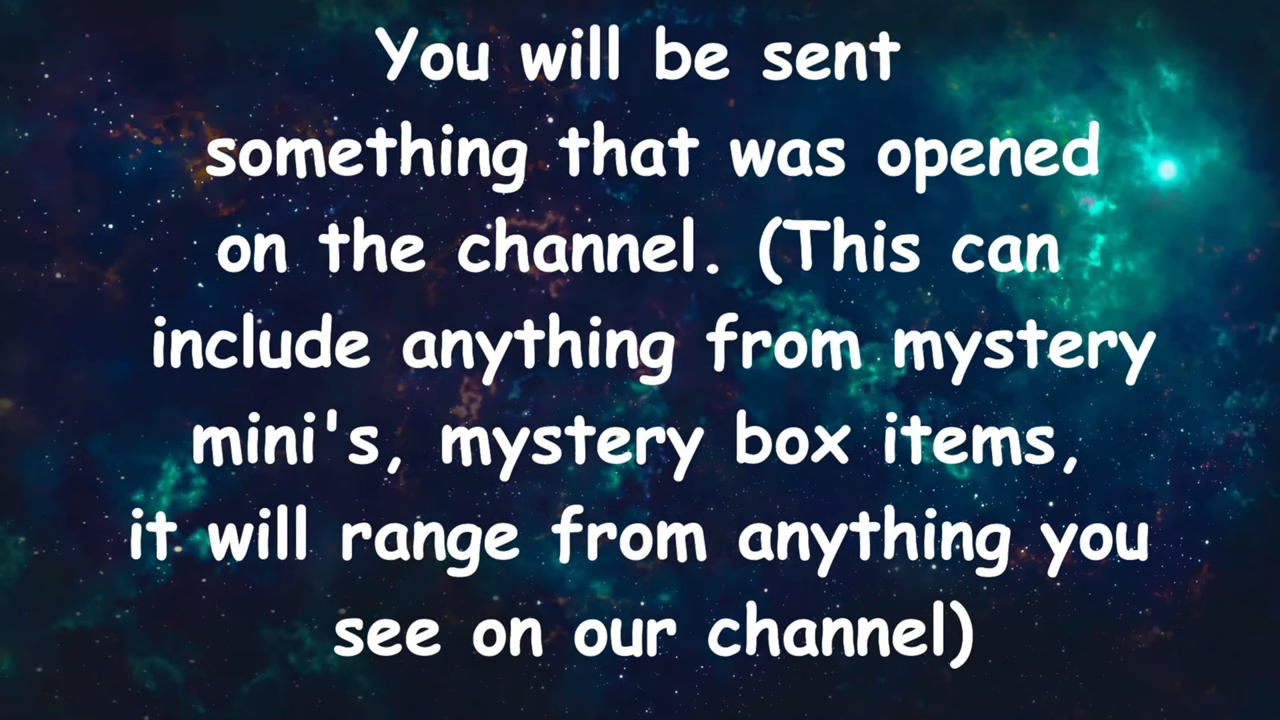 You will be sent
something that was opened
on the channel. (This can
include anything from mystery
mini's, mystery box items,
it will range from anything you
see on our channel)